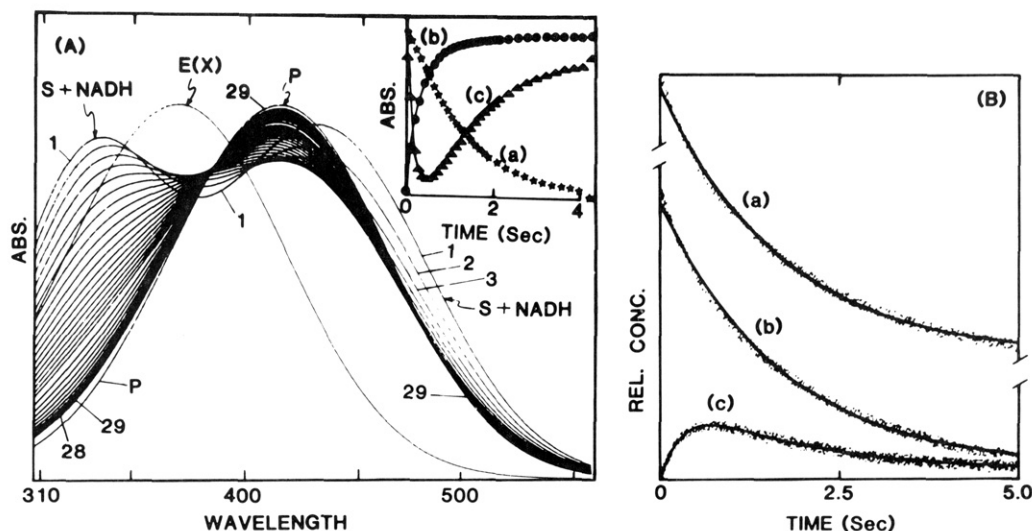 (A)
S + NADH
1
E(X)
29
P
1
1
2
3
S + NADH
P
28
29
29
ABS.
310
400
500
WAVELENGTH
(b)
(c)
(a)
ABS.
0
2
4
TIME (Sec)
(B)
(a)
(b)
(c)
REL. CONC.
0
2.5
5.0
TIME (Sec)